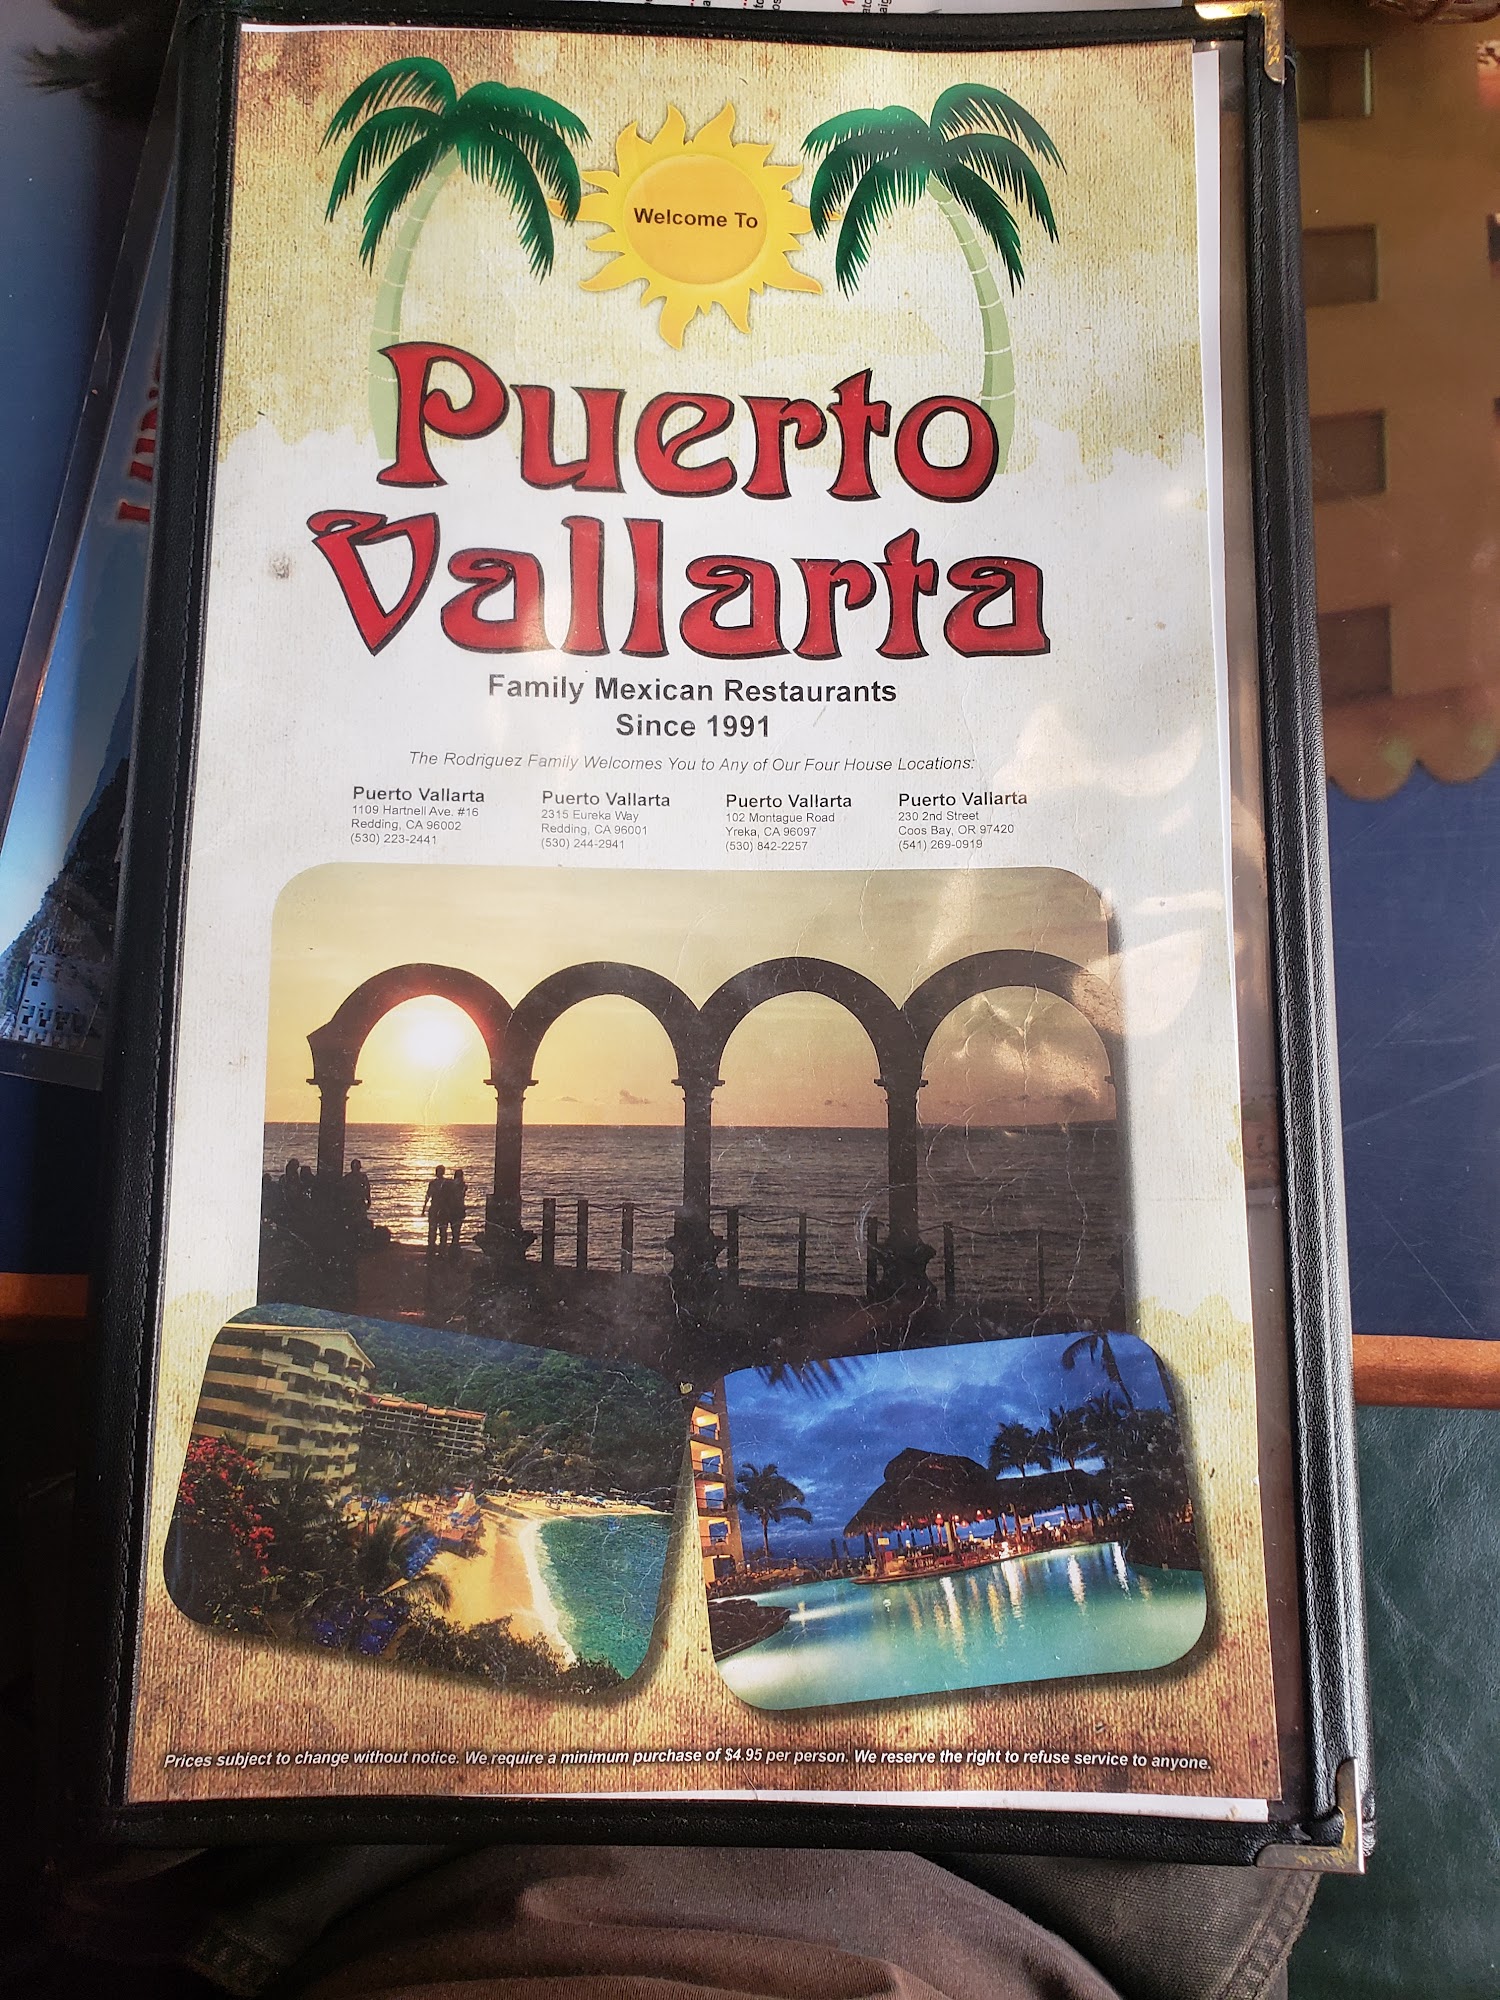 Welcome To
Puerto
Vallarta
Family Mexican Restaurants
Since 1991
The Rodriguez Family Welcomes You to Any of Our Four House Locations:
Puerto Vallarta
1109 Hartnell Ave. #16
Redding, CA 96002
(530) 223-2441
Puerto Vallarta
2315 Eureka Way
Redding, CA 96001
(530) 244-2941
Puerto Vallarta
102 Montague Road
Yreka, CA 96097
(530) 842-2257
Puerto Vallarta
230 2nd Street
Coos Bay, OR 97420
(541) 269-0919
Prices subject to change without notice. We require a minimum purchase of $4.95 per person. We reserve the right to refuse service to anyone.